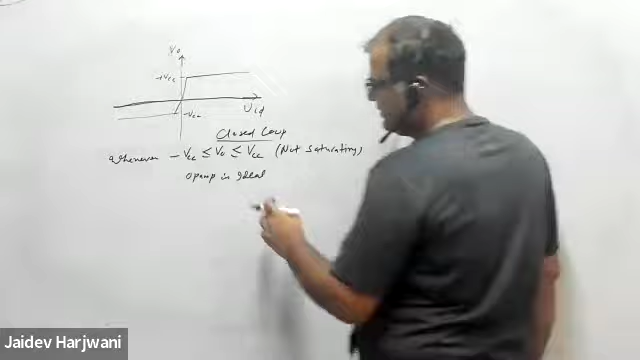 V0
+Vcc
-Vcc
Vid
Closed Loop
Whenever - Vcc ≤ V0 ≤ Vcc (Not Saturating)
opamp is ideal
Jaidev Harjwani